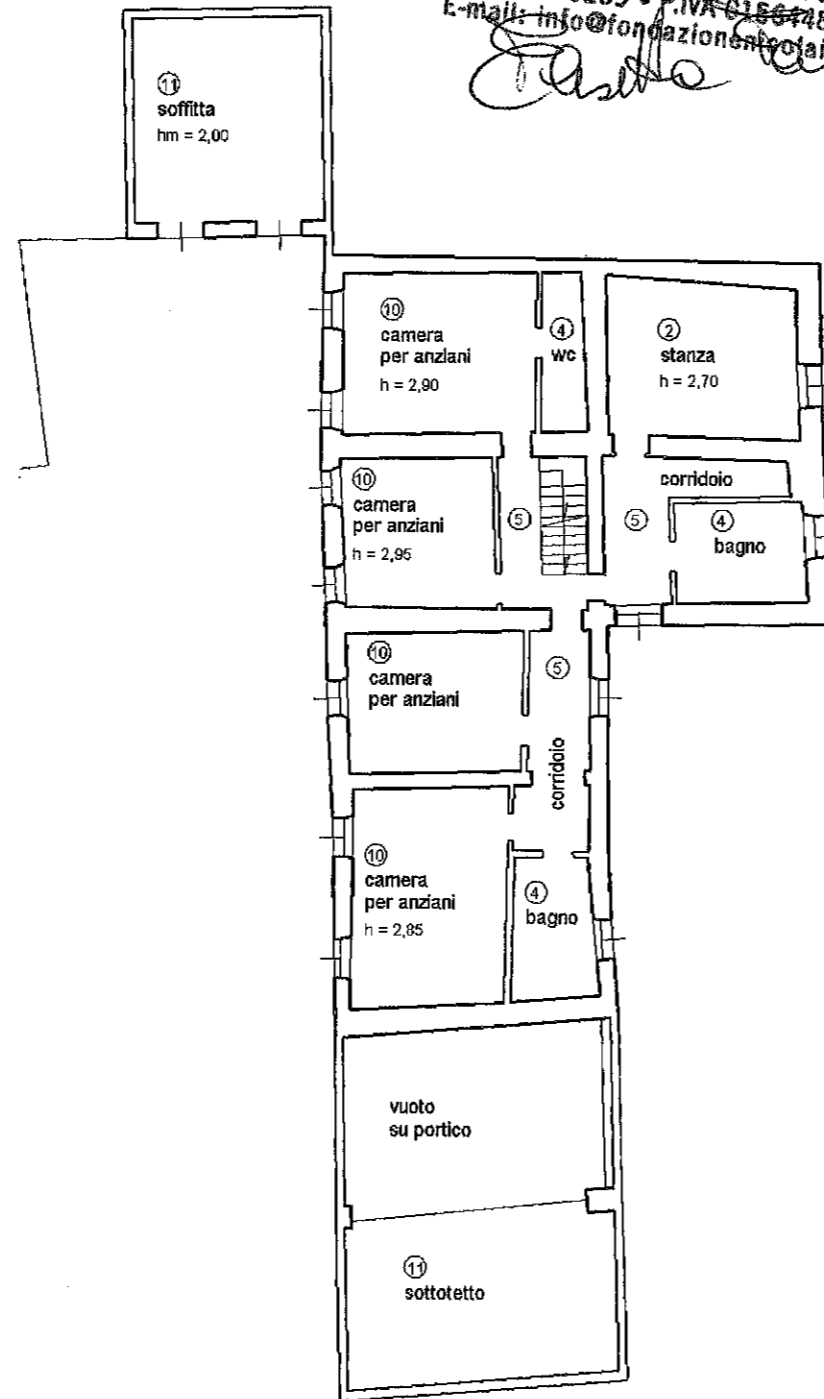 E-mail: info@fondazionenicolai
11
soffitta
hm = 2,00
10
camera
per anziani
h = 2,90
4
wc
2
stanza
h = 2,70
10
camera
per anziani
h = 2,95
5
corridoio
5
4
bagno
10
camera
per anziani
5
corridoio
10
camera
per anziani
h = 2,85
4
bagno
vuoto
su portico
11
sottotetto